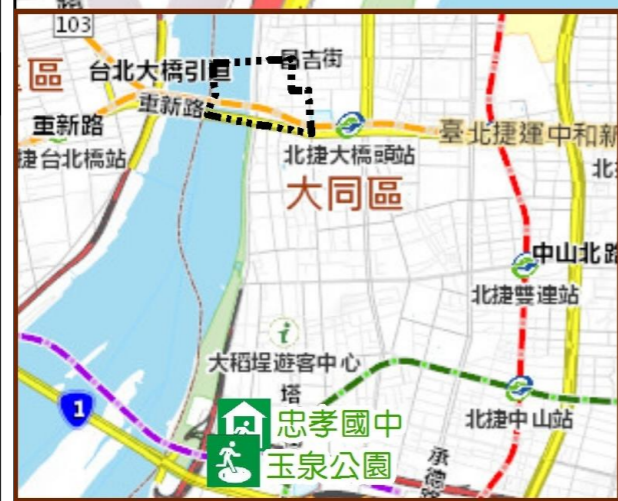 路
103
區
台北大橋引道
昌吉街
重新路
重新路
捷台北橋站
北捷大橋頭站
臺北捷運中和新
北捷
大同區
中山北路
北捷雙連站
大稻埕遊客中心
塔
1
北捷中山站
忠孝國中
玉泉公園
承德路